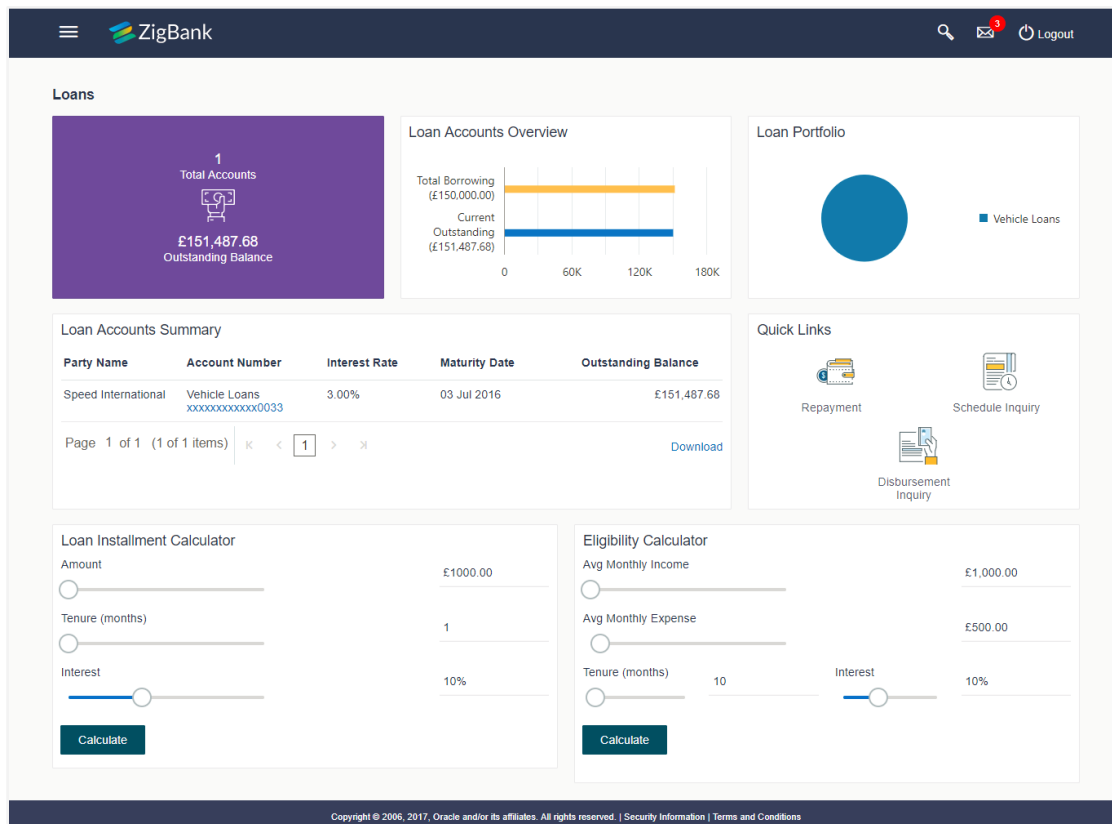 ZigBank
3
Logout
Loans
1
Total Accounts
£151,487.68
Outstanding Balance
Loan Accounts Overview
Total Borrowing
(£150,000.00)
Current
Outstanding
(£151,487.68)
0 60K 120K 180K
Loan Portfolio
Vehicle Loans
Loan Accounts Summary
Party Name Account Number Interest Rate Maturity Date Outstanding Balance
Speed International Vehicle Loans 3.00% 03 Jul 2016 £151,487.68
xxxxxxxxxxxx0033
Page 1 of 1 (1 of 1 items) 1
Download
Quick Links
Repayment
Schedule Inquiry
Disbursement
Inquiry
Loan Installment Calculator
Amount
£1000.00
Tenure (months)
1
Interest
10%
Calculate
Eligibility Calculator
Avg Monthly Income
£1,000.00
Avg Monthly Expense
£500.00
Tenure (months) 10
Interest 10%
Calculate
Copyright © 2006, 2017, Oracle and/or its affiliates. All rights reserved. | Security Information | Terms and Conditions